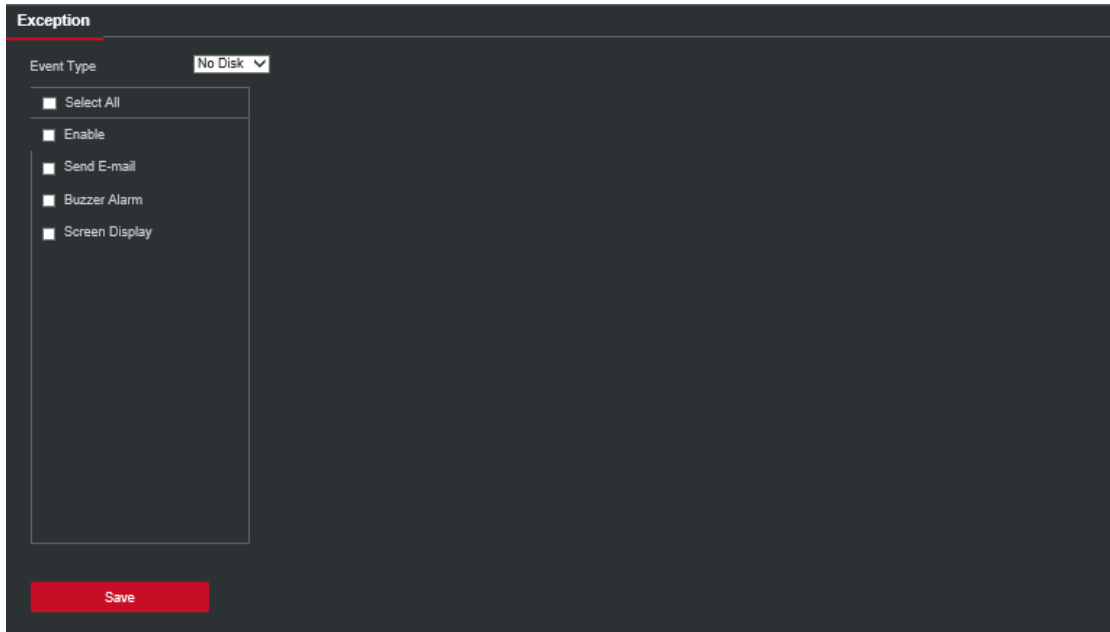 Exception
Event Type No Disk
Select All
Enable
Send E-mail
Buzzer Alarm
Screen Display
Save